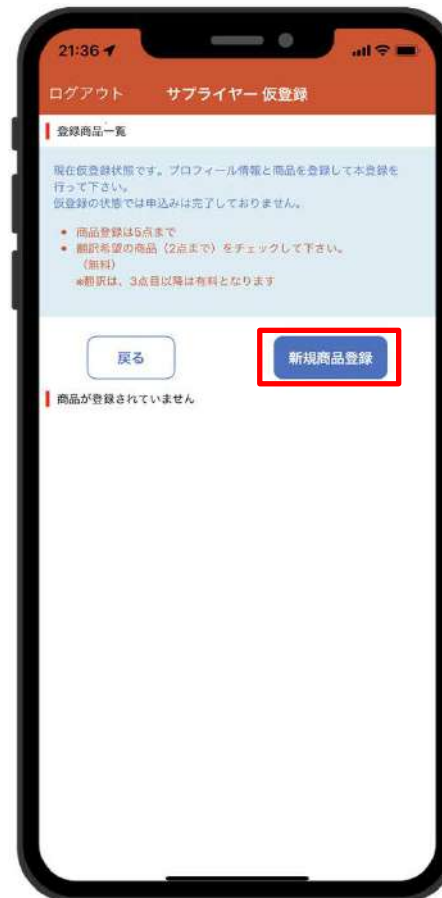 21:36
ログアウト サプライヤー 仮登録
登録商品一覧
現在仮登録状態です。プロフィール情報と商品を登録して本登録を
行って下さい。
仮登録の状態では申込みは完了しておりません。
• 商品登録は5点まで
• 翻訳希望の商品（2点まで）をチェックして下さい。
（無料）
※翻訳は、3点目以降は有料となります
戻る 新規商品登録
商品が登録されていません